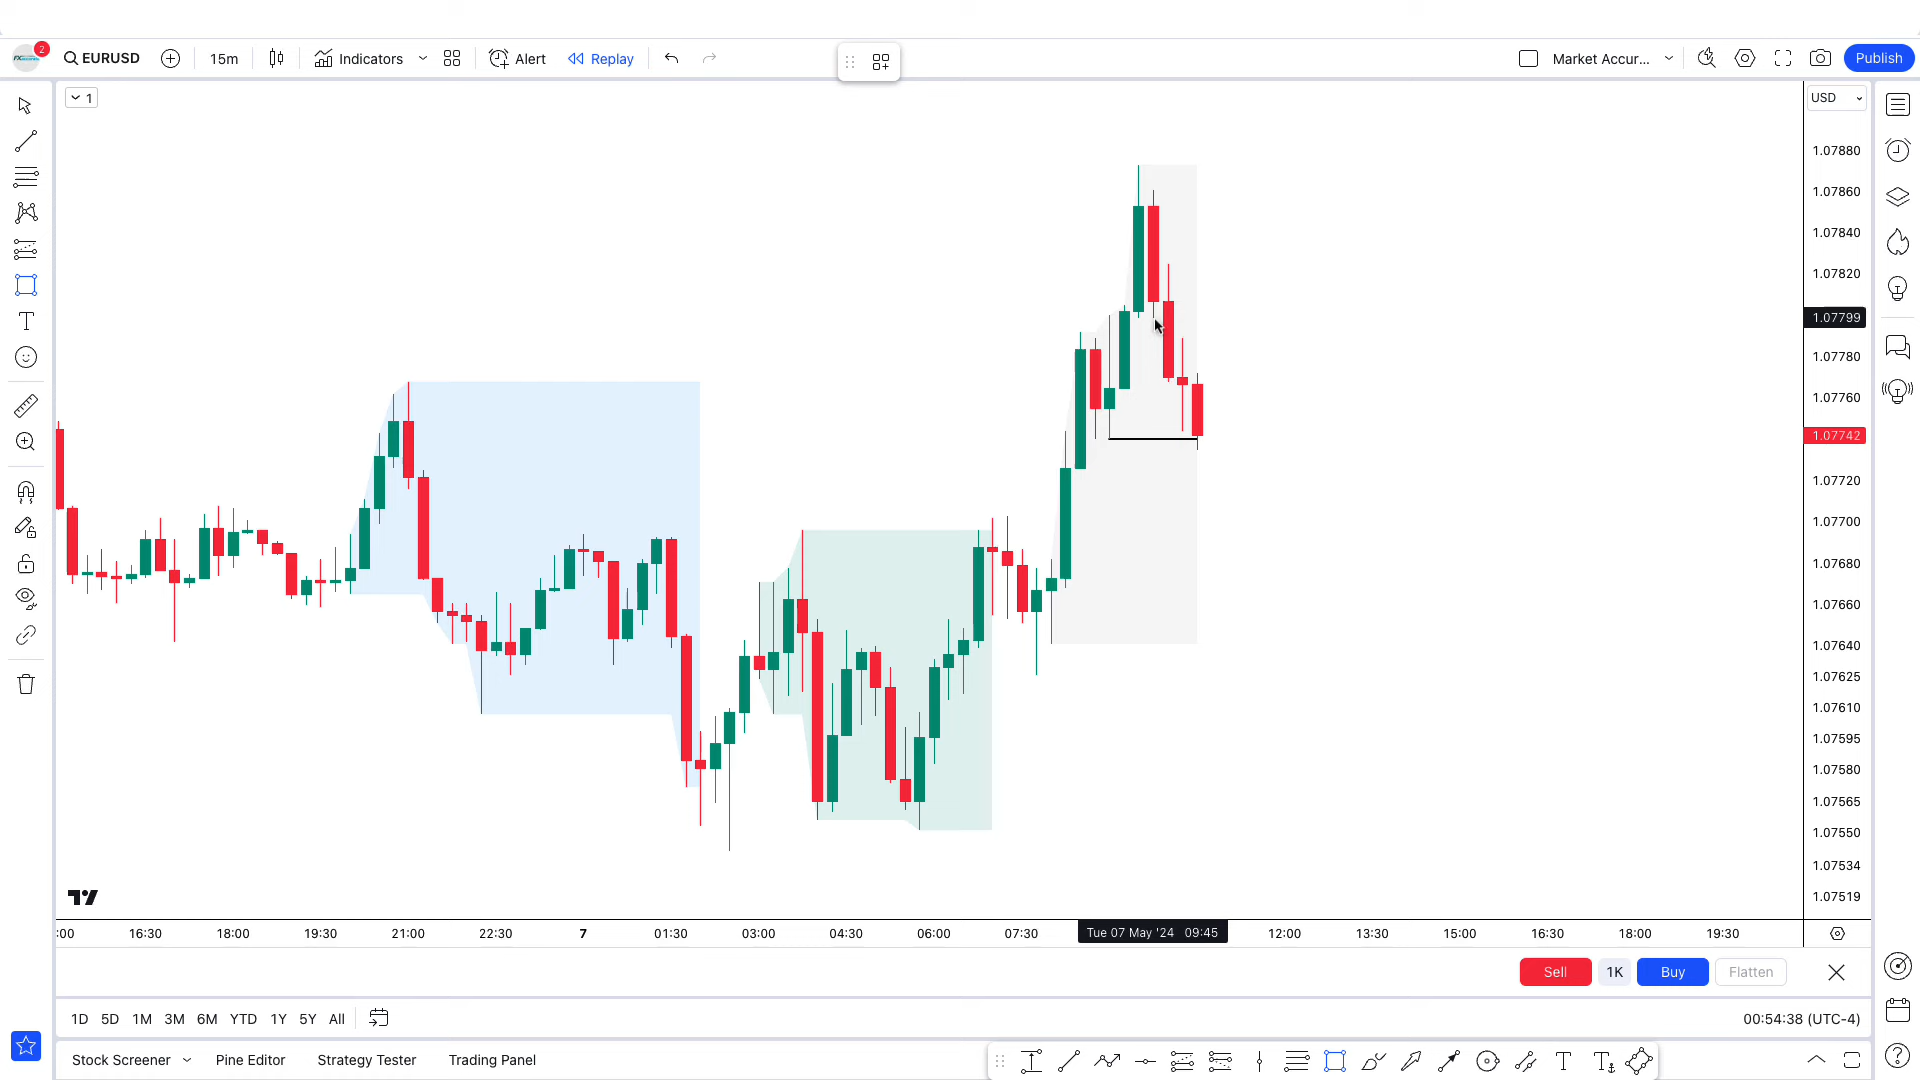 2
EURUSD
15m
Indicators
Alert
Replay
Market Accur...
Publish
1
USD
1.07880
1.07860
1.07840
1.07820
1.07799
1.07780
1.07760
1.07742
1.07720
1.07700
1.07680
1.07660
1.07640
1.07625
1.07610
1.07595
1.07580
1.07565
1.07550
1.07534
1.07519
:00 16:30 18:00 19:30 21:00 22:30 7 01:30 03:00 04:30 06:00 07:30 Tue 07 May '24 09:45 12:00 13:30 15:00 16:30 18:00 19:30
Sell 1K Buy Flatten
1D 5D 1M 3M 6M YTD 1Y 5Y All 00:54:38 (UTC-4)
Stock Screener Pine Editor Strategy Tester Trading Panel